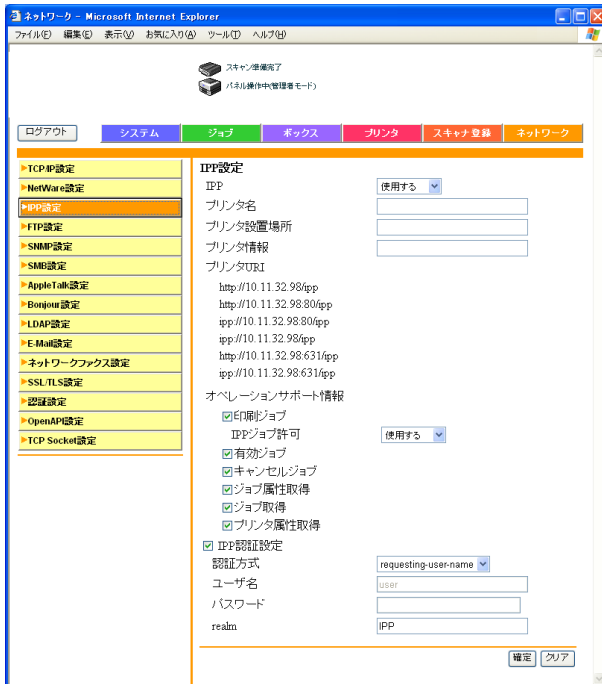 ネットワーク - Microsoft Internet Explorer
ファイル(F) 編集(E) 表示(V) お気に入り(A) ツール(T) ヘルプ(H)
スキャン準備完了
パネル操作中(管理者モード)
ログアウト システム ジョブ ボックス プリンタ スキャナ登録 ネットワーク
TCP/IP設定
NetWare設定
IPP設定
FTP設定
SNMP設定
SMB設定
AppleTalk設定
Bonjour設定
LDAP設定
E-Mail設定
ネットワークファクス設定
SSL/TLS設定
認証設定
OpenAPI設定
TCP Socket設定
IPP設定
IPP 使用する
プリンタ名
プリンタ設置場所
プリンタ情報
プリンタURI
http://10.11.32.98/ipp
http://10.11.32.98:80/ipp
ipp://10.11.32.98:80/ipp
ipp://10.11.32.98/ipp
http://10.11.32.98:631/ipp
ipp://10.11.32.98:631/ipp
オペレーションサポート情報
印刷ジョブ
IPPジョブ許可 使用する
有効ジョブ
キャンセルジョブ
ジョブ属性取得
ジョブ取得
プリンタ属性取得
IPP認証設定
認証方式 requesting-user-name
ユーザ名 user
パスワード
realm IPP
確定 クリア